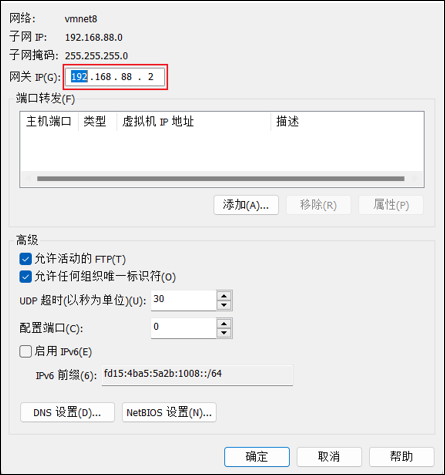 网络: vmnet8
子网 IP: 192.168.88.0
子网掩码: 255.255.255.0
网关 IP(G): 192 . 168 . 88 . 2
端口转发(F)
主机端口 类型 虚拟机 IP 地址 描述
添加(A)... 移除(R) 属性(P)
高级
允许活动的 FTP(T)
允许任何组织唯一标识符(O)
UDP 超时(以秒为单位)(U): 30
配置端口(C): 0
启用 IPv6(E)
IPv6 前缀(6): fd15:4ba5:5a2b:1008::/64
DNS 设置(D)... NetBIOS 设置(N)...
确定 取消 帮助